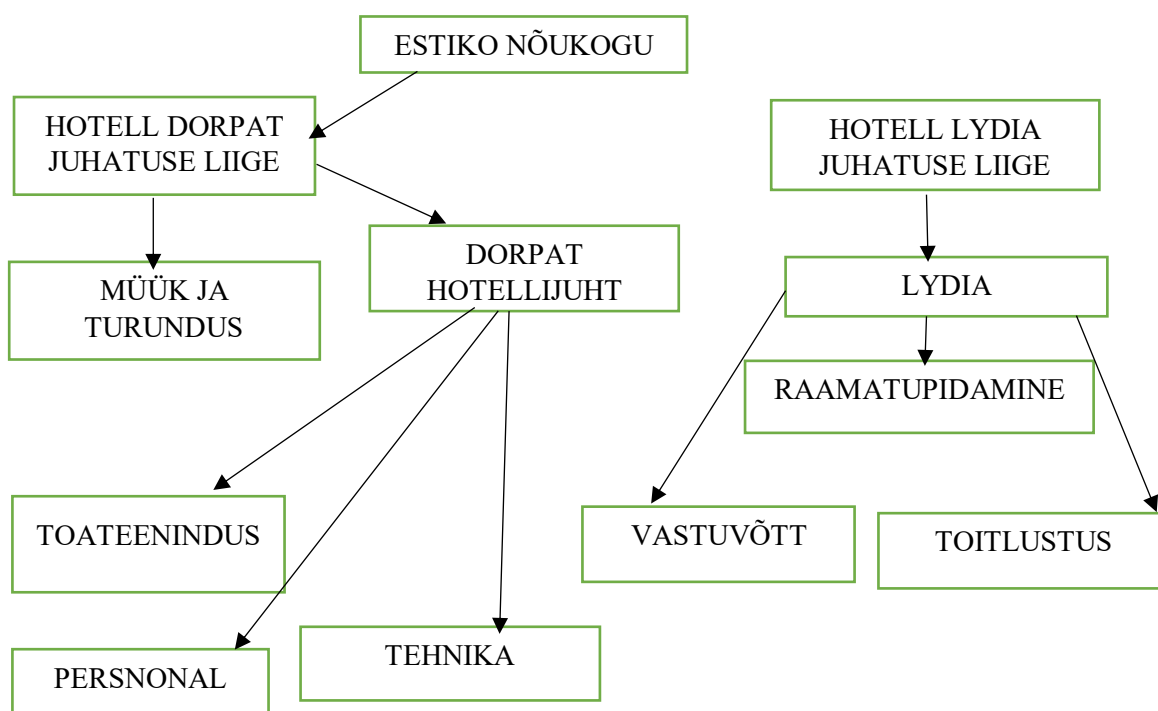 ESTIKO NÕUKOGU
HOTELL DORPAT
JUHATUSE LIIGE
HOTELL LYDIA
JUHATUSE LIIGE
DORPAT
HOTELLIJUHT
MÜÜK JA
TURUNDUS
LYDIA
RAAMATUPIDAMINE
TOATEENINDUS
VASTUVÕTT
TOITLUSTUS
PERSNONAL
TEHNIKA